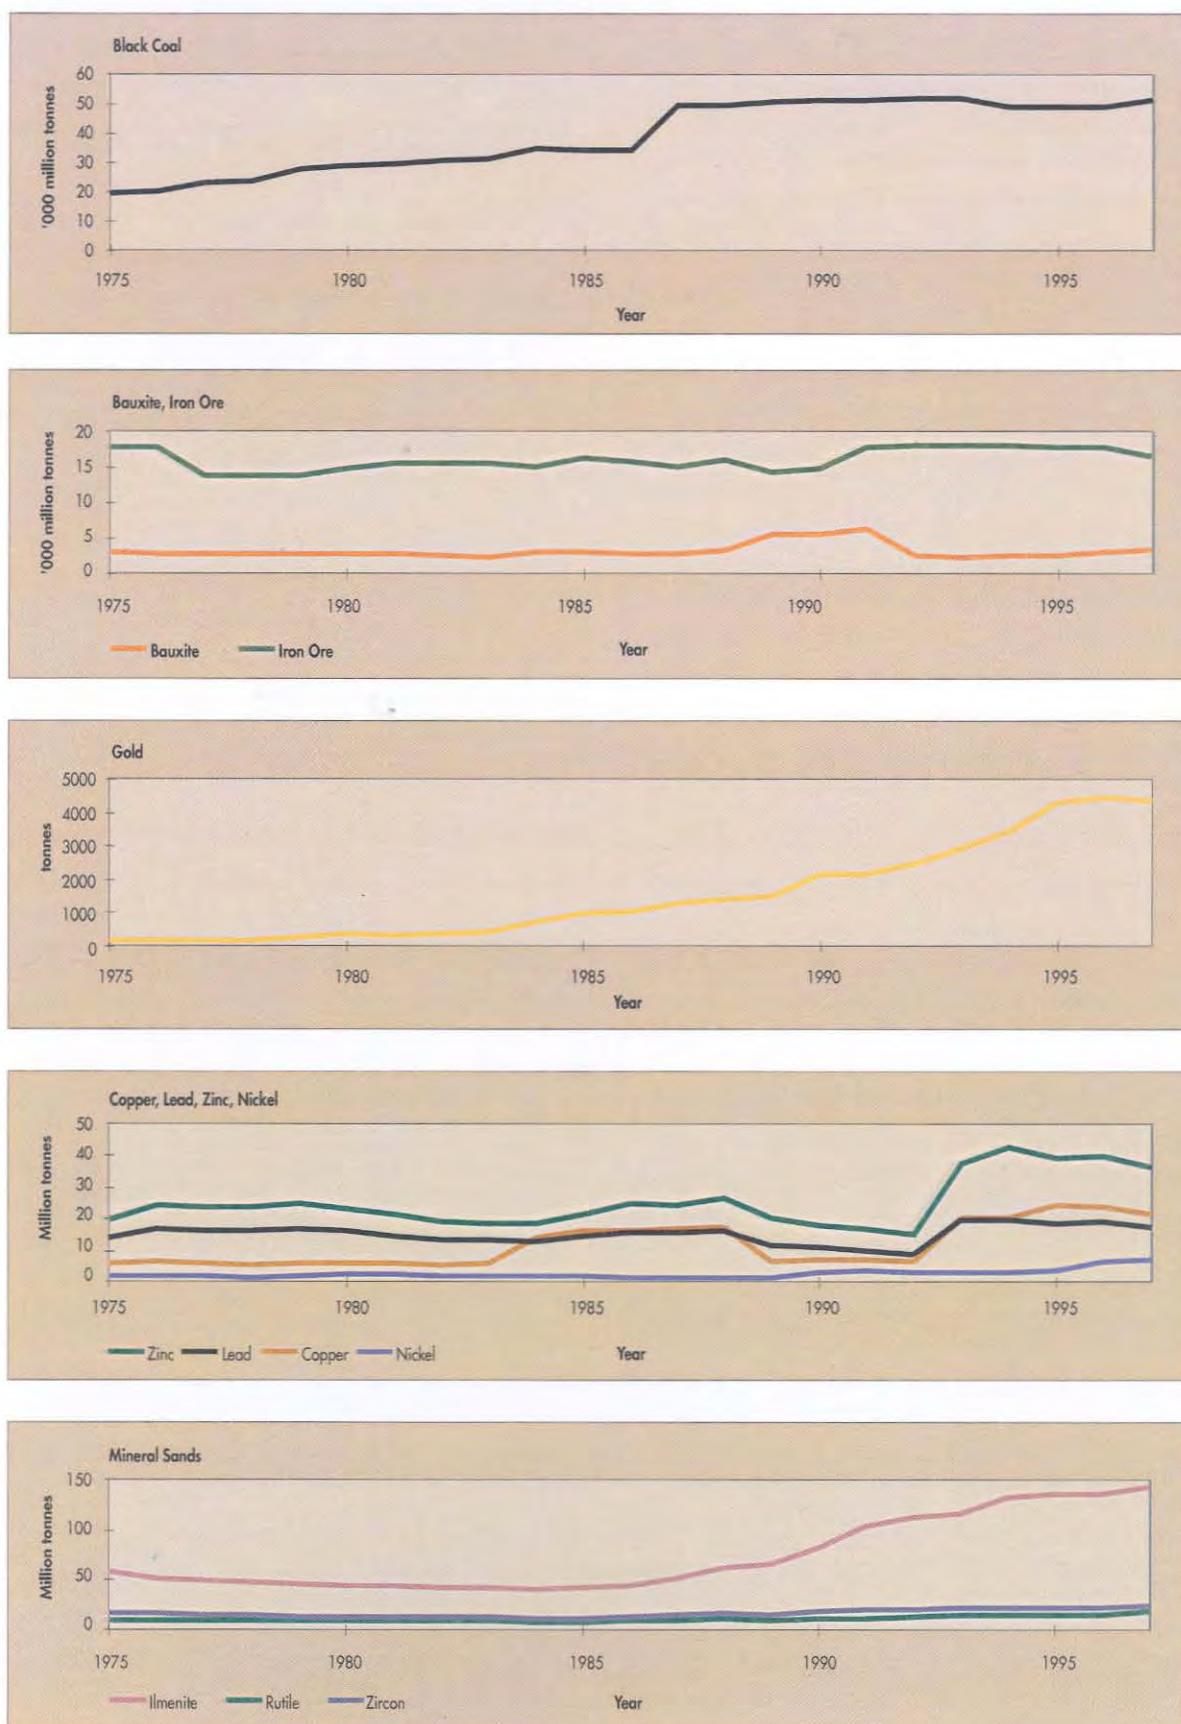 Black Coal
'000 million tonnes
60
50
40
30
20
10
0
1975 1980 1985 1990 1995
Year
Bauxite, Iron Ore
'000 million tonnes
20
15
10
5
0
1975 1980 1985 1990 1995
Bauxite Iron Ore Year
Gold
tonnes
5000
4000
3000
2000
1000
0
1975 1980 1985 1990 1995
Year
Copper, Lead, Zinc, Nickel
Million tonnes
50
40
30
20
10
0
1975 1980 1985 1990 1995
Zinc Lead Copper Nickel Year
Mineral Sands
Million tonnes
150
100
50
0
1975 1980 1985 1990 1995
Ilmenite Rutile Zircon Year